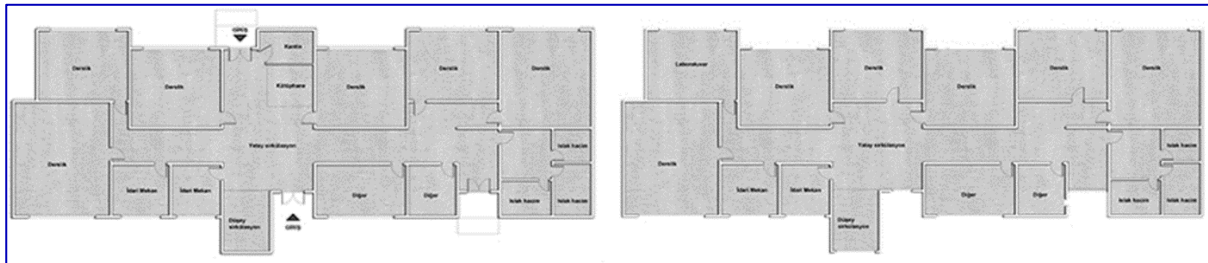 GİRİŞ
Kantin
Derslik
Derslik
Derslik
Derslik
Kütüphane
Derslik
Derslik
Yatay sirkülasyon
Islak hacim
İdari Mekan
İdari Mekan
Diğer
Diğer
Islak hacim
Islak hacim
Düşey
sirkülasyon
GİRİŞ
Laboratuvar
Derslik
Derslik
Derslik
Derslik
Derslik
Derslik
Yatay sirkülasyon
Islak hacim
İdari Mekan
İdari Mekan
Diğer
Diğer
Islak hacim
Islak hacim
Düşey
sirkülasyon